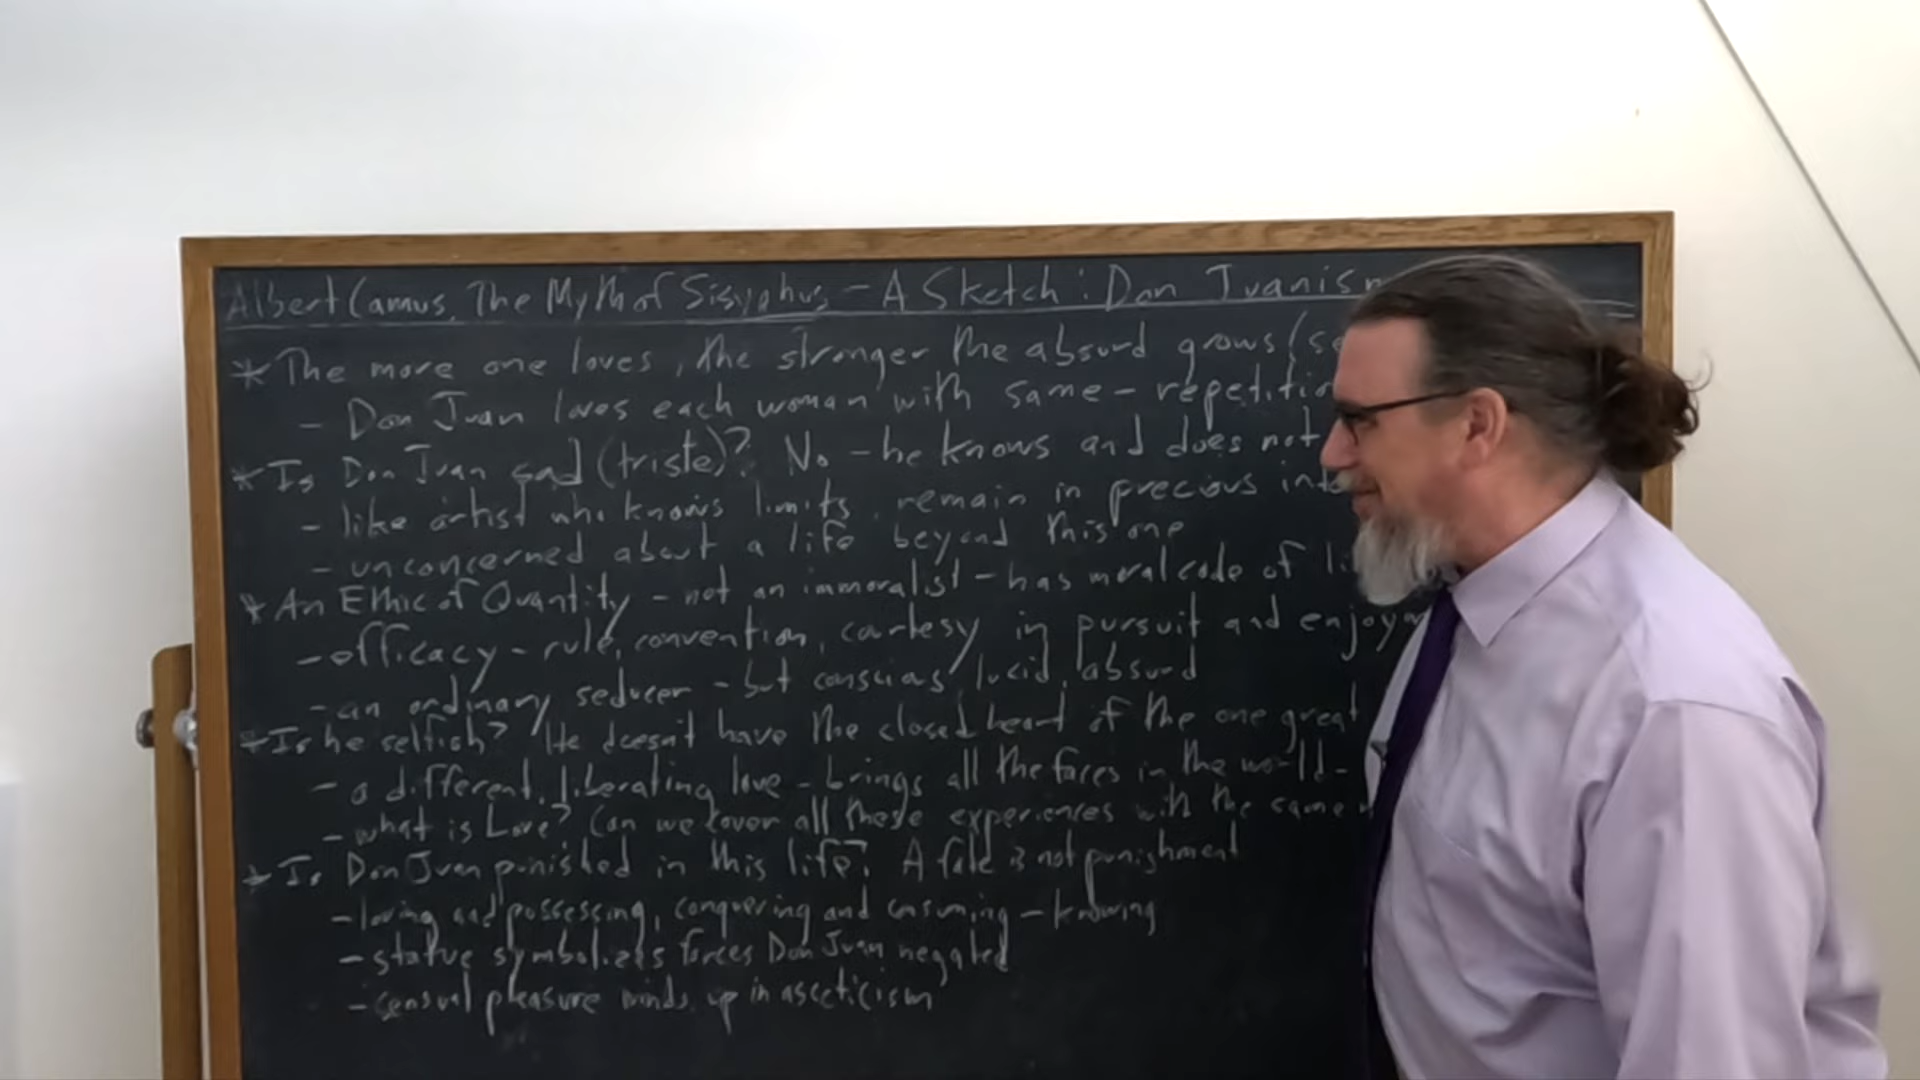 Albert Camus, The Myth of Sisyphus - A Sketch: Don Juanism
* The more one loves, the stronger the absurd grows (se
- Don Juan loves each woman with same - repetitio
* Is Don Juan sad (triste)? No - he knows and does not
- like artist who knows limits, remain in precious int
- unconcerned about a life beyond this one
* An Ethic of Quantity - not an immoralist - has moral code of li
- efficacy - rule, convention, courtesy in pursuit and enjoym
- an ordinary seducer - but conscious, lucid, absurd
* Is he selfish? He doesn't have the closed heart of the one great
- a different, liberating love - brings all the faces in the world -
- what is Love? Can we cover all these experiences with the same n
* Is Don Juan punished in this life? A fate is not punishment
- loving and possessing, conquering and consuming - knowing
- statue symbolizes forces Don Juan negated
- sensual pleasure winds up in asceticism